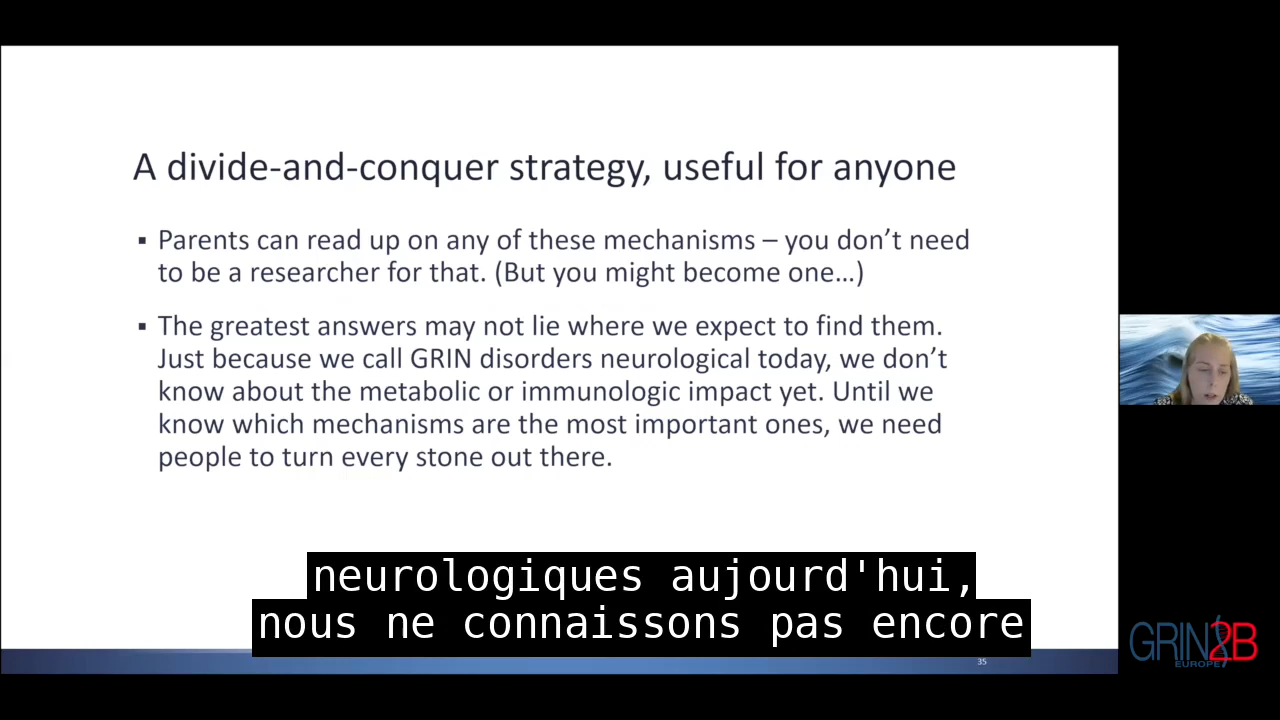 A divide-and-conquer strategy, useful for anyone
▪ Parents can read up on any of these mechanisms – you don’t need
to be a researcher for that. (But you might become one…)
▪ The greatest answers may not lie where we expect to find them.
Just because we call GRIN disorders neurological today, we don’t
know about the metabolic or immunologic impact yet. Until we
know which mechanisms are the most important ones, we need
people to turn every stone out there.
neurologiques aujourd'hui,
nous ne connaissons pas encore
35
GRIN2B
EUROPE